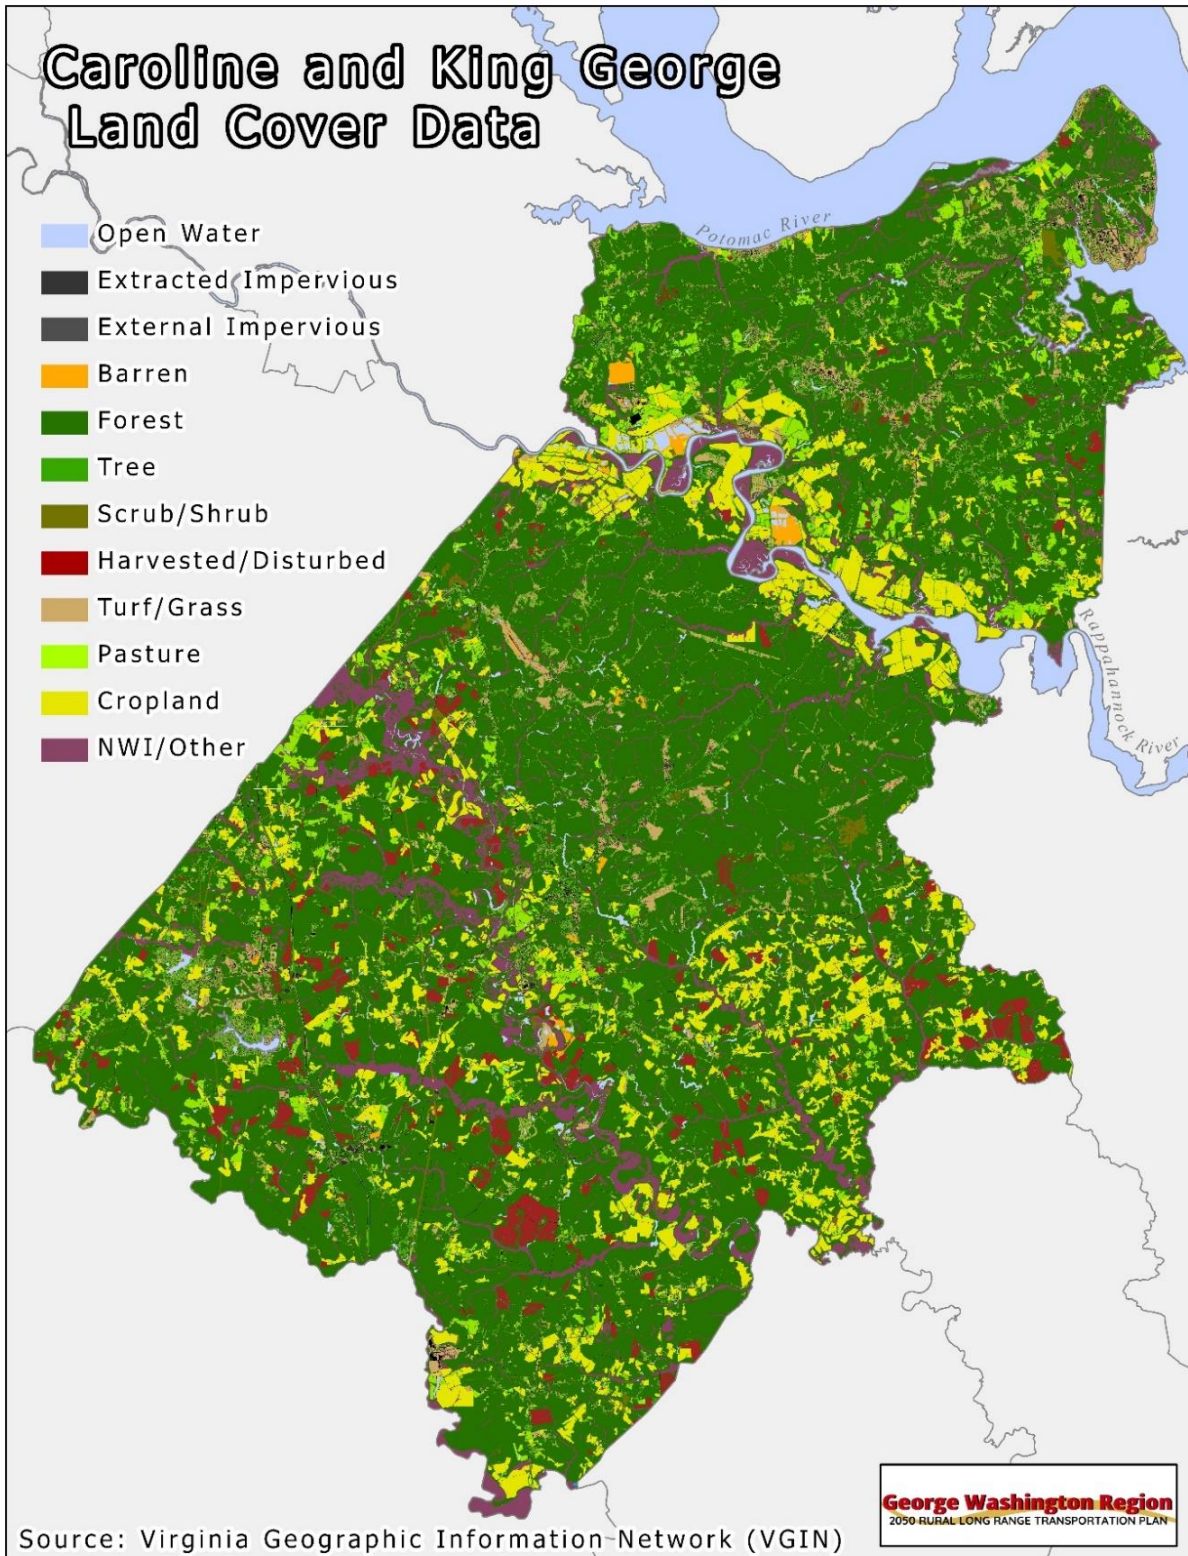 Caroline and King George
Land Cover Data
Open Water
Extracted Impervious
External Impervious
Barren
Forest
Tree
Scrub/Shrub
Harvested/Disturbed
Turf/Grass
Pasture
Cropland
NWI/Other
Potomac River
Rappahannock River
George Washington Region
2050 RURAL LONG RANGE TRANSPORTATION PLAN
Source: Virginia Geographic Information Network (VGIN)